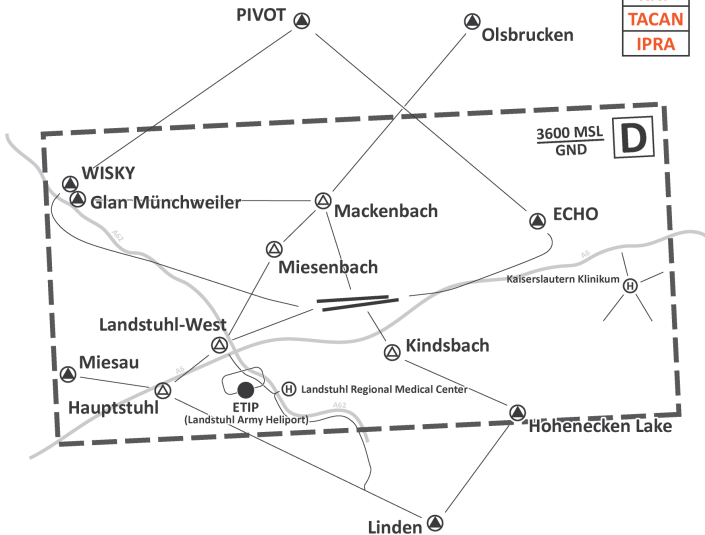 PIVOT
Olsbrucken
TACAN
IPRA
3600 MSL
GND
D
WISKY
Glan Münchweiler
Mackenbach
ECHO
A62
Miesenbach
A6
Kaiserslautern Klinikum
H
Landstuhl-West
Kindsbach
Miesau
A6
Hauptstuhl
H
Landstuhl Regional Medical Center
ETIP
(Landstuhl Army Heliport)
A62
Hohenecken Lake
Linden